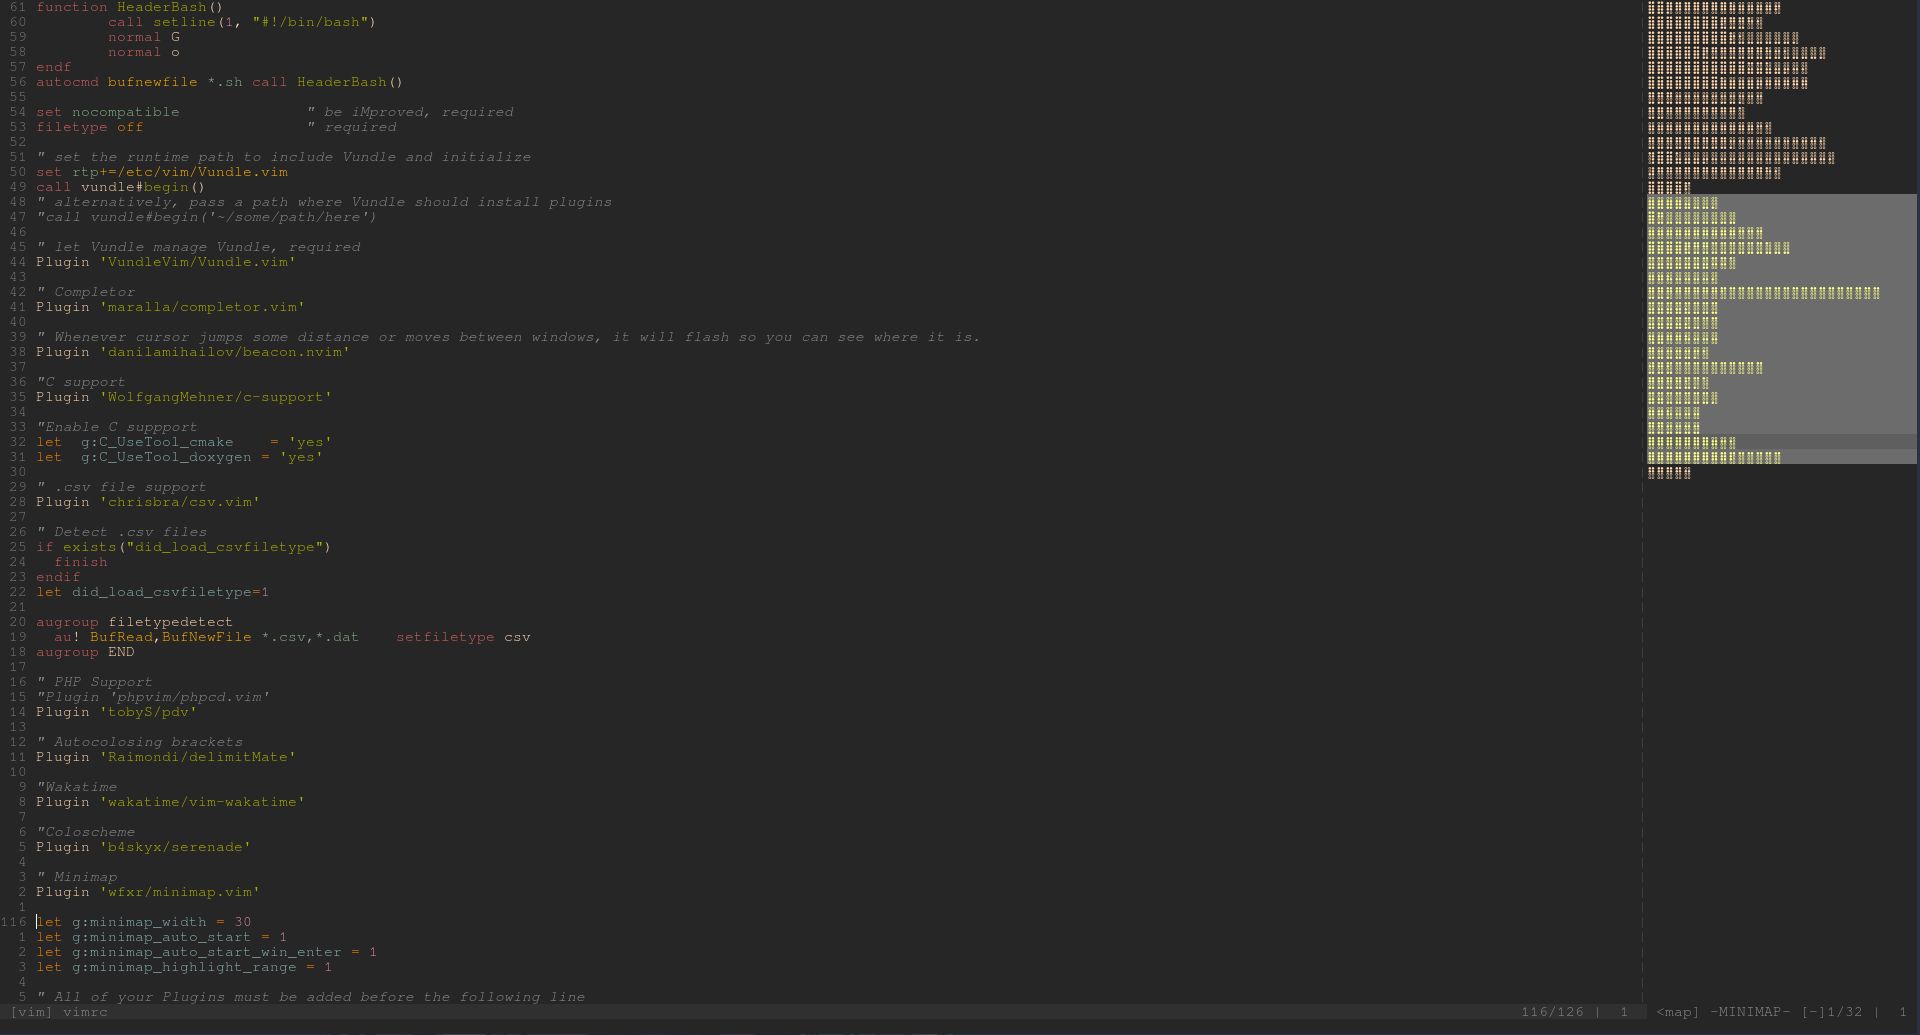 61 function HeaderBash()
60         call setline(1, "#!/bin/bash")
59         normal G
58         normal o
57 endf
56 autocmd bufnewfile *.sh call HeaderBash()
55
54 set nocompatible              " be iMproved, required
53 filetype off                  " required
52
51 " set the runtime path to include Vundle and initialize
50 set rtp+=/etc/vim/Vundle.vim
49 call vundle#begin()
48 " alternatively, pass a path where Vundle should install plugins
47 "call vundle#begin('~/some/path/here')
46
45 " let Vundle manage Vundle, required
44 Plugin 'VundleVim/Vundle.vim'
43
42 " Completor
41 Plugin 'maralla/completor.vim'
40
39 " Whenever cursor jumps some distance or moves between windows, it will flash so you can see where it is.
38 Plugin 'danilamihailov/beacon.nvim'
37
36 "C support
35 Plugin 'WolfgangMehner/c-support'
34
33 "Enable C suppport
32 let  g:C_UseTool_cmake    = 'yes'
31 let  g:C_UseTool_doxygen = 'yes'
30
29 " .csv file support
28 Plugin 'chrisbra/csv.vim'
27
26 " Detect .csv files
25 if exists("did_load_csvfiletype")
24   finish
23 endif
22 let did_load_csvfiletype=1
21
20 augroup filetypedetect
19   au! BufRead,BufNewFile *.csv,*.dat    setfiletype csv
18 augroup END
17
16 " PHP Support
15 "Plugin 'phpvim/phpcd.vim'
14 Plugin 'tobyS/pdv'
13
12 " Autocolosing brackets
11 Plugin 'Raimondi/delimitMate'
10
9 "Wakatime
8 Plugin 'wakatime/vim-wakatime'
7
6 "Coloscheme
5 Plugin 'b4skyx/serenade'
4
3 " Minimap
2 Plugin 'wfxr/minimap.vim'
1
116 let g:minimap_width = 30
1 let g:minimap_auto_start = 1
2 let g:minimap_auto_start_win_enter = 1
3 let g:minimap_highlight_range = 1
4
5 " All of your Plugins must be added before the following line
[vim] vimrc 116/126 |  1 <map] -MINIMAP- [-]1/32 |  1